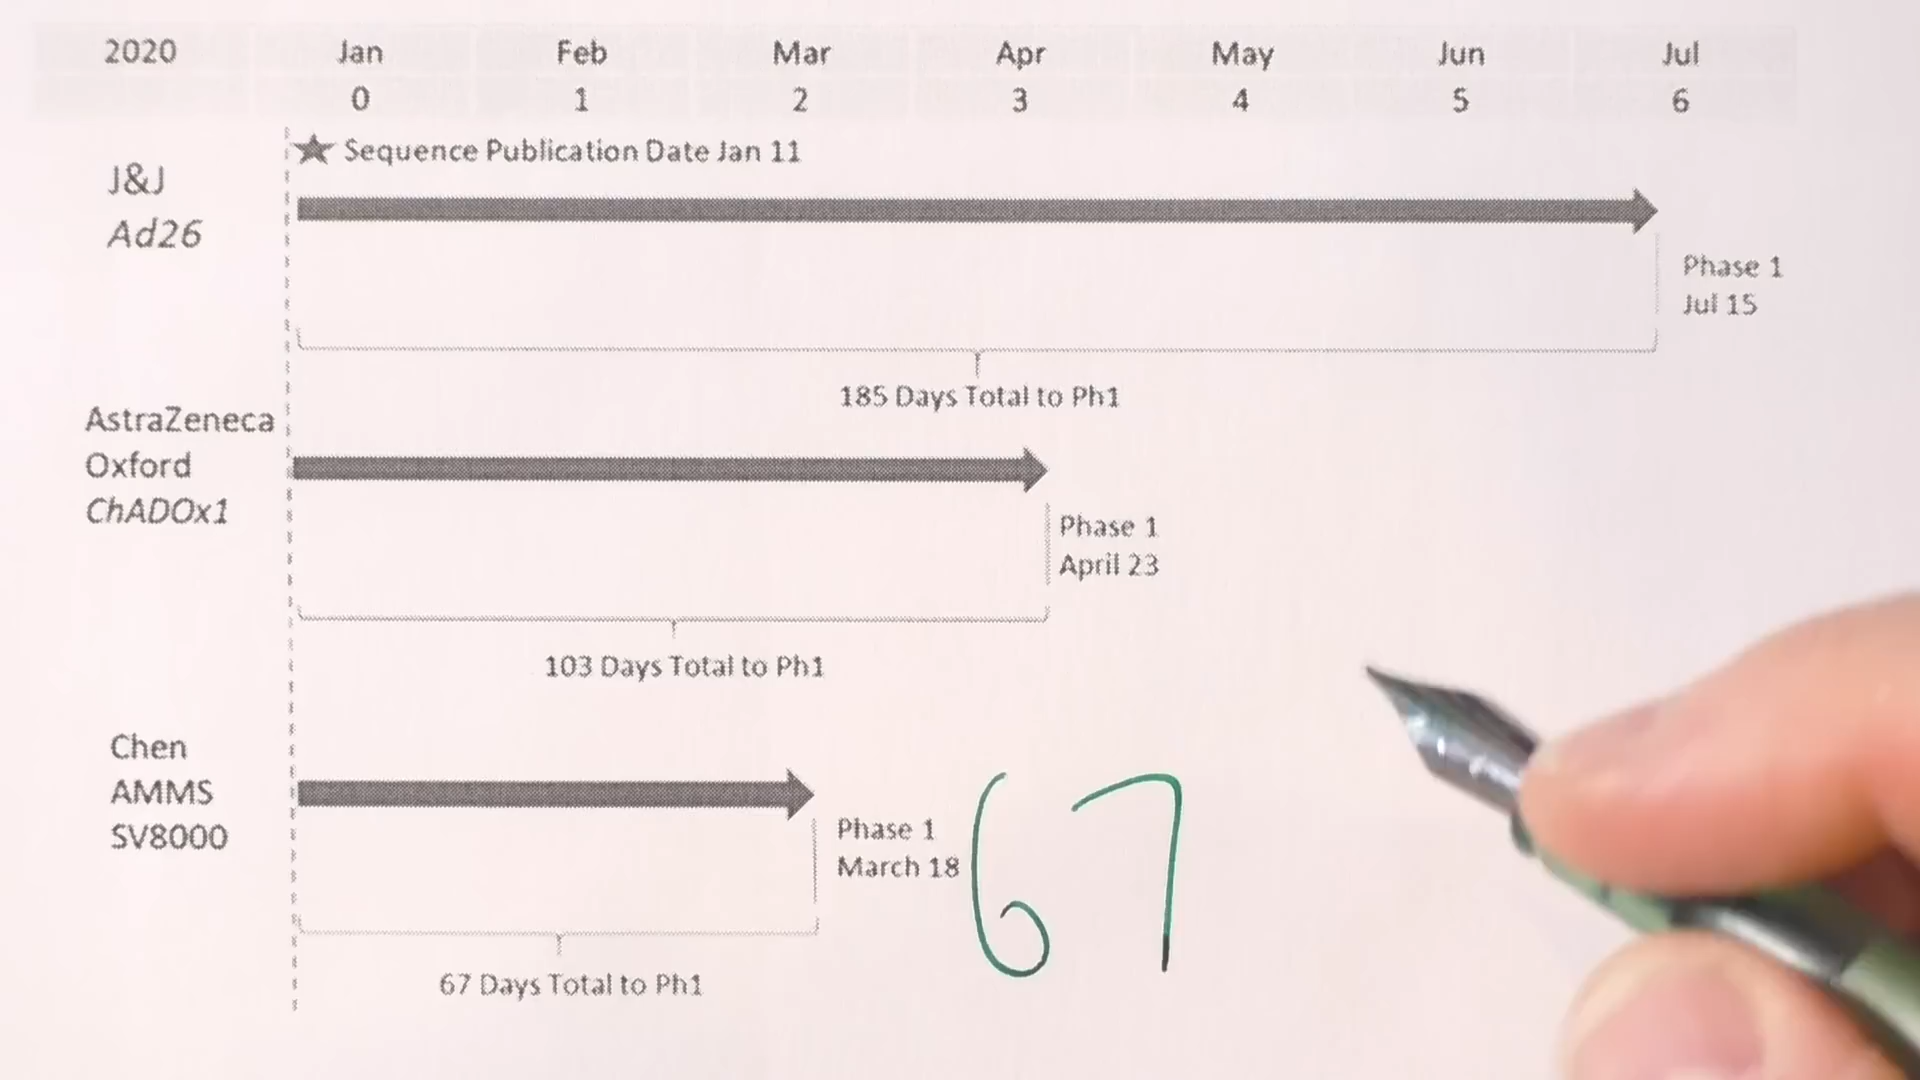 2020 Jan Feb Mar Apr May Jun Jul
0 1 2 3 4 5 6
Sequence Publication Date Jan 11
J&J
Ad26
Phase 1
Jul 15
185 Days Total to Ph1
AstraZeneca
Oxford
ChADOx1
Phase 1
April 23
103 Days Total to Ph1
Chen
AMMS
SV8000
Phase 1
March 18
67
67 Days Total to Ph1